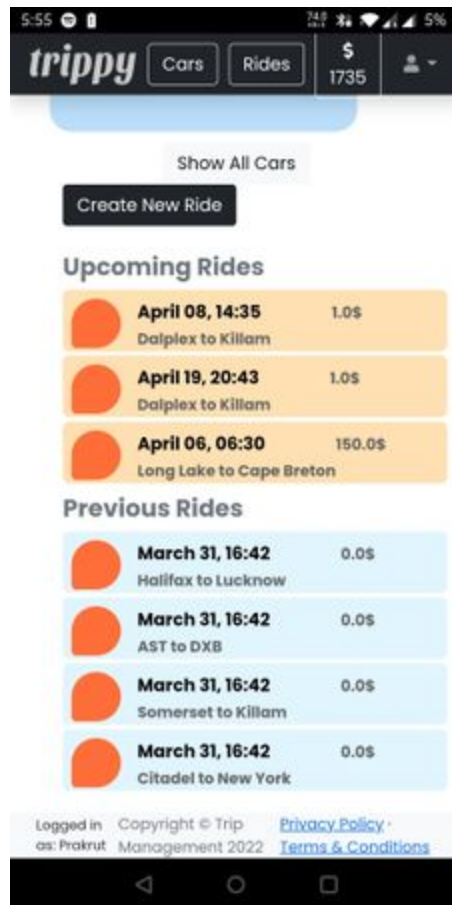 5:55 5%
trippy Cars Rides $ 1735
Show All Cars
Create New Ride
Upcoming Rides
April 08, 14:35 1.0$
Dalplex to Killam
April 19, 20:43 1.0$
Dalplex to Killam
April 06, 06:30 150.0$
Long Lake to Cape Breton
Previous Rides
March 31, 16:42 0.0$
Halifax to Lucknow
March 31, 16:42 0.0$
AST to DXB
March 31, 16:42 0.0$
Somerset to Killam
March 31, 16:42 0.0$
Citadel to New York
Logged in as: Prakrut
Copyright © Trip Management 2022
Privacy Policy · Terms & Conditions